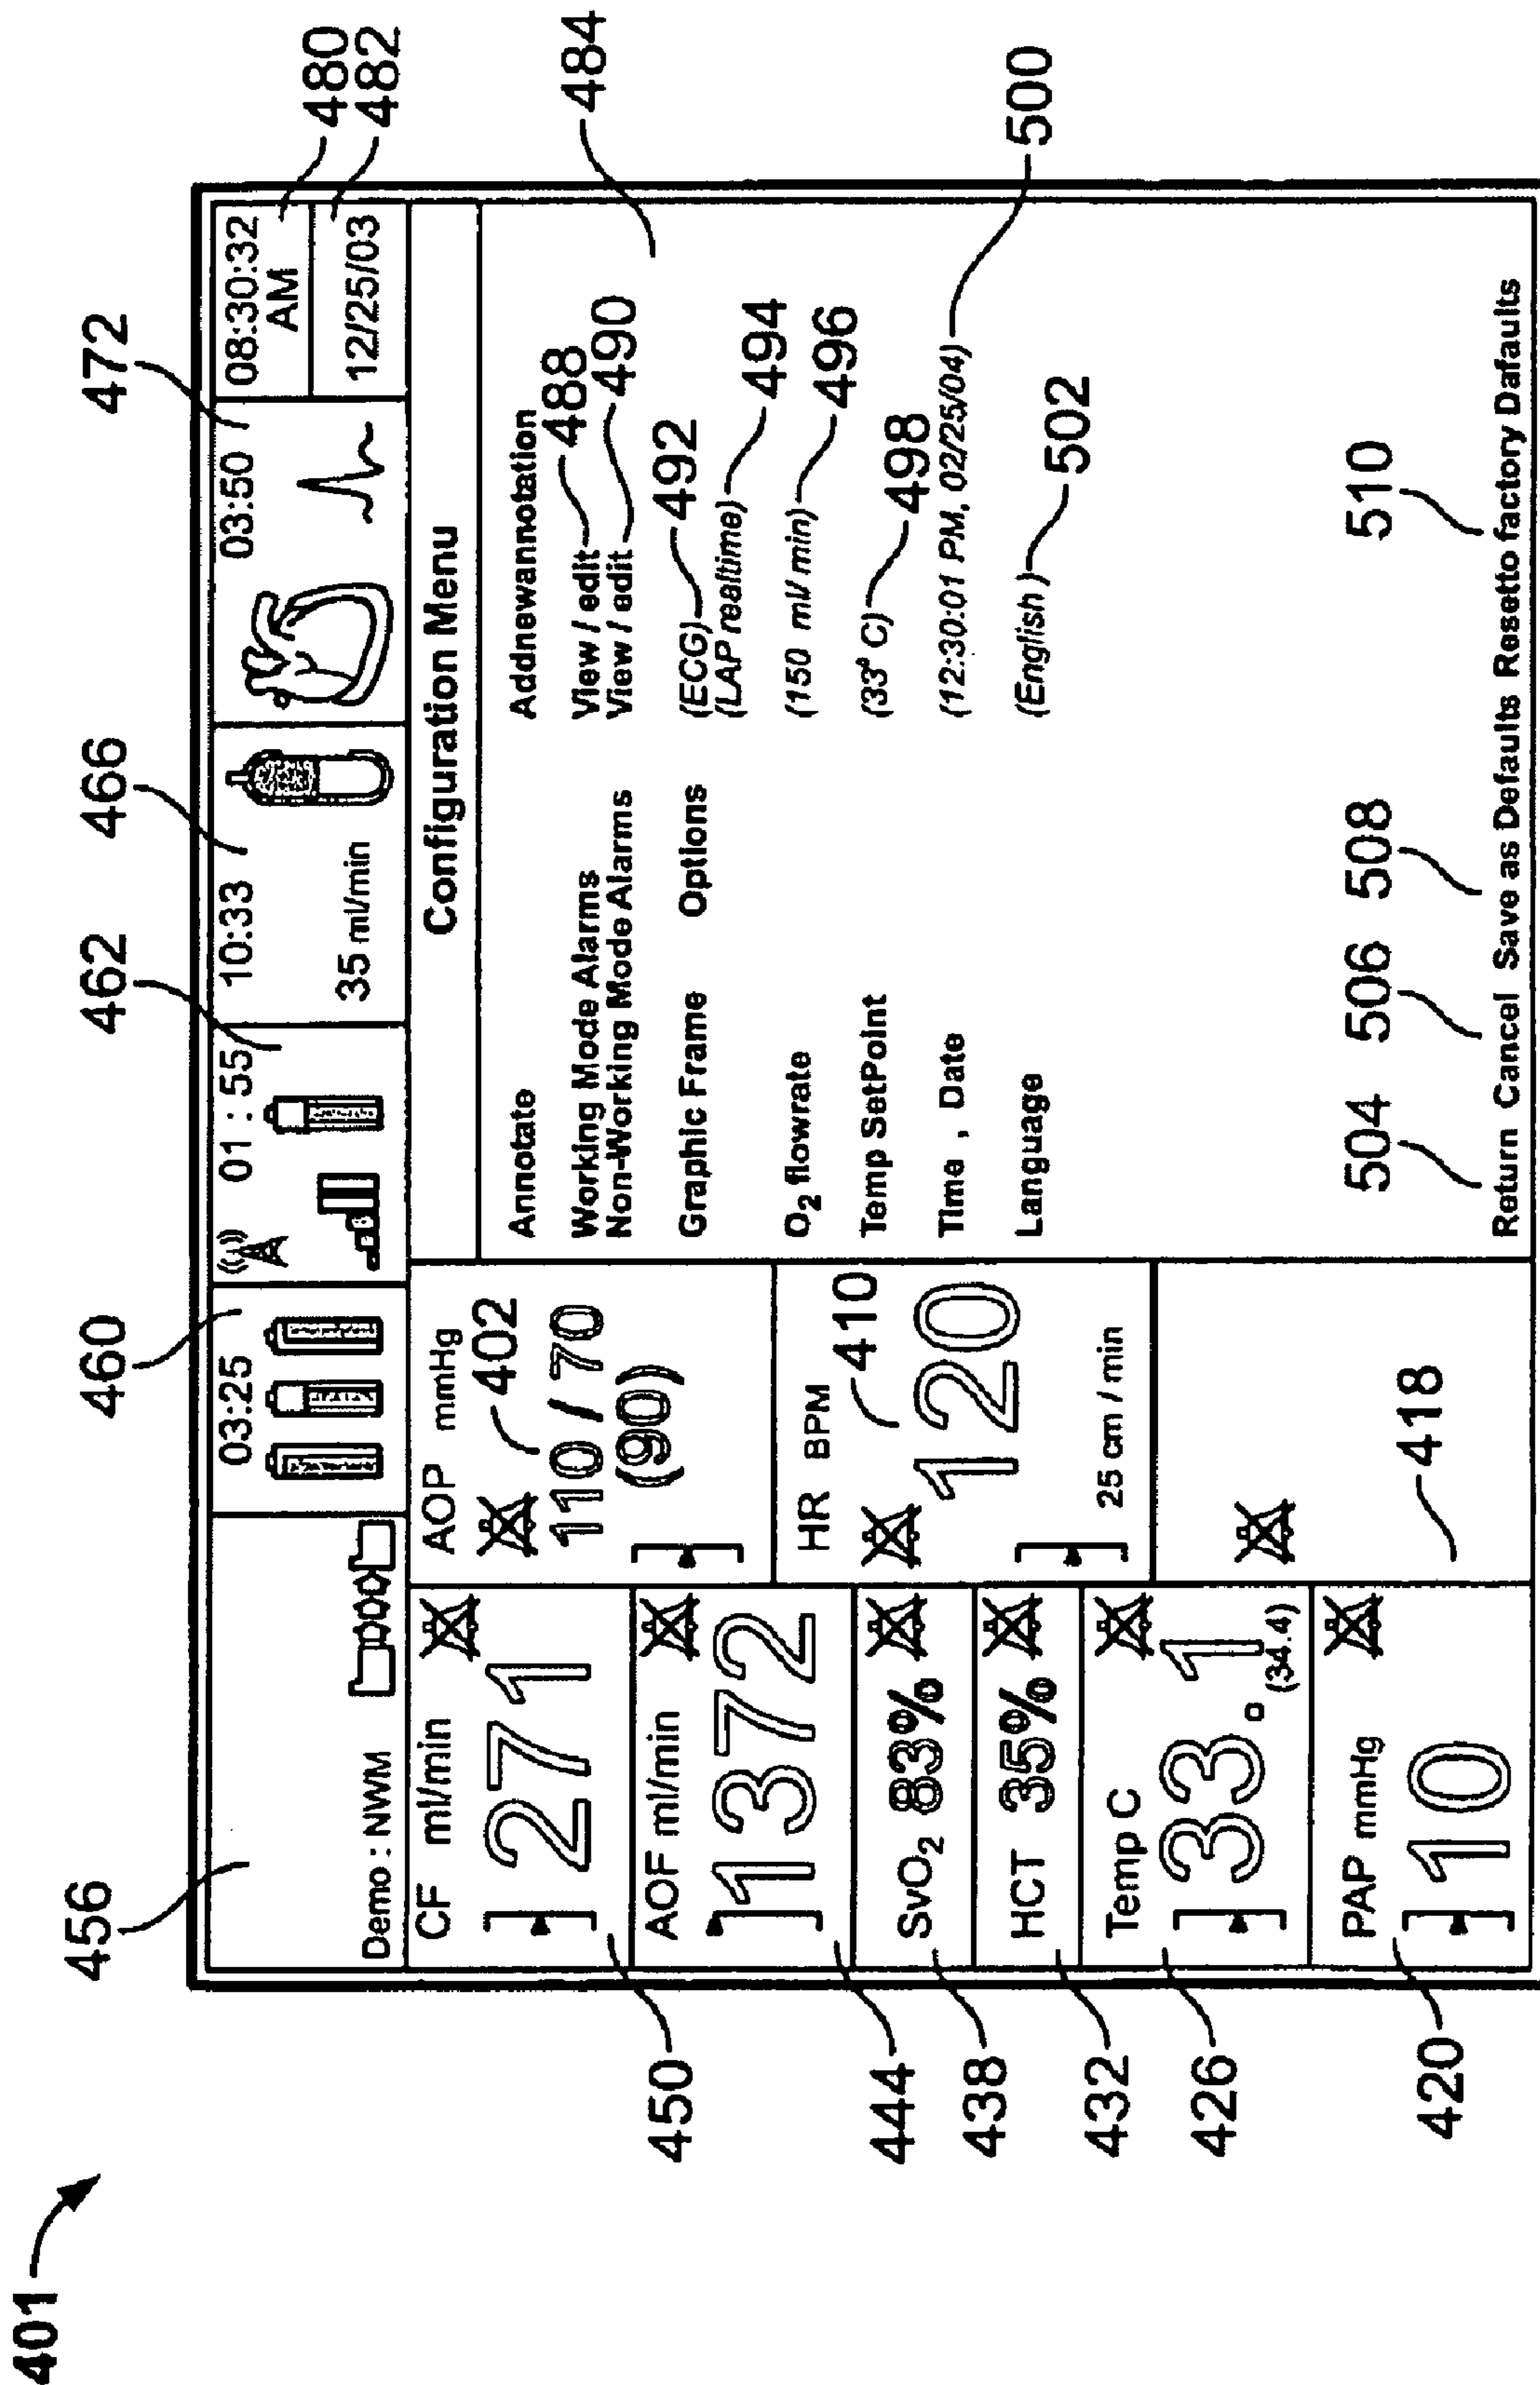 401
456
460
462
466
472
03:25
01 : 55
10:33
03:50
08:30:32
AM
480
482
Demo : NWM
35 ml/min
12/25/03
CF ml/min
271
450
AOF ml/min
1372
444
SvO₂ 83%
438
HCT 35%
432
Temp C
33.1
(34.4)
426
PAP mmHg
10
420
AOP mmHg
402
110 / 70
(90)
HR BPM
410
120
25 cm / min
418
Configuration Menu
484
Annotate Addnewannotation
Working Mode Alarms View / edit 488
Non-Working Mode Alarms View / edit 490
Graphic Frame Options (ECG) 492
(LAP realtime) 494
O₂ flowrate (150 ml/ min) 496
Temp SetPoint (33° C) 498
Time , Date (12:30:01 PM, 02/25/04) 500
Language (English ) 502
504 506 508 510
Return Cancel Save as Defaults Resetto factory Dafaults